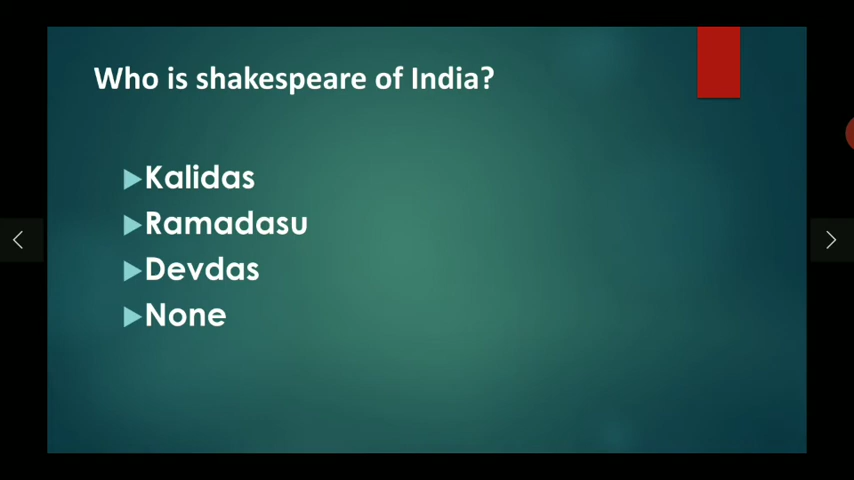 Who is shakespeare of India?
Kalidas
Ramadasu
Devdas
None